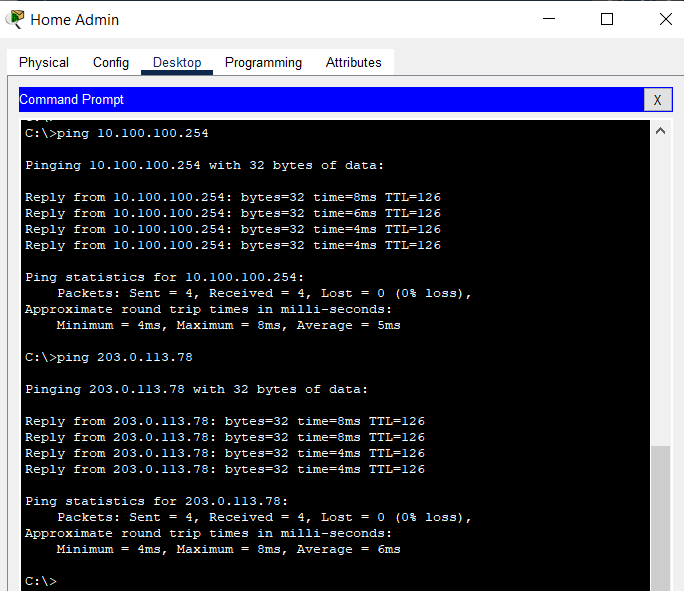 Home Admin
Physical Config Desktop Programming Attributes
Command Prompt X
C:\>ping 10.100.100.254
Pinging 10.100.100.254 with 32 bytes of data:
Reply from 10.100.100.254: bytes=32 time=8ms TTL=126
Reply from 10.100.100.254: bytes=32 time=6ms TTL=126
Reply from 10.100.100.254: bytes=32 time=4ms TTL=126
Reply from 10.100.100.254: bytes=32 time=4ms TTL=126
Ping statistics for 10.100.100.254:
Packets: Sent = 4, Received = 4, Lost = 0 (0% loss),
Approximate round trip times in milli-seconds:
Minimum = 4ms, Maximum = 8ms, Average = 5ms
C:\>ping 203.0.113.78
Pinging 203.0.113.78 with 32 bytes of data:
Reply from 203.0.113.78: bytes=32 time=8ms TTL=126
Reply from 203.0.113.78: bytes=32 time=8ms TTL=126
Reply from 203.0.113.78: bytes=32 time=4ms TTL=126
Reply from 203.0.113.78: bytes=32 time=4ms TTL=126
Ping statistics for 203.0.113.78:
Packets: Sent = 4, Received = 4, Lost = 0 (0% loss),
Approximate round trip times in milli-seconds:
Minimum = 4ms, Maximum = 8ms, Average = 6ms
C:\>